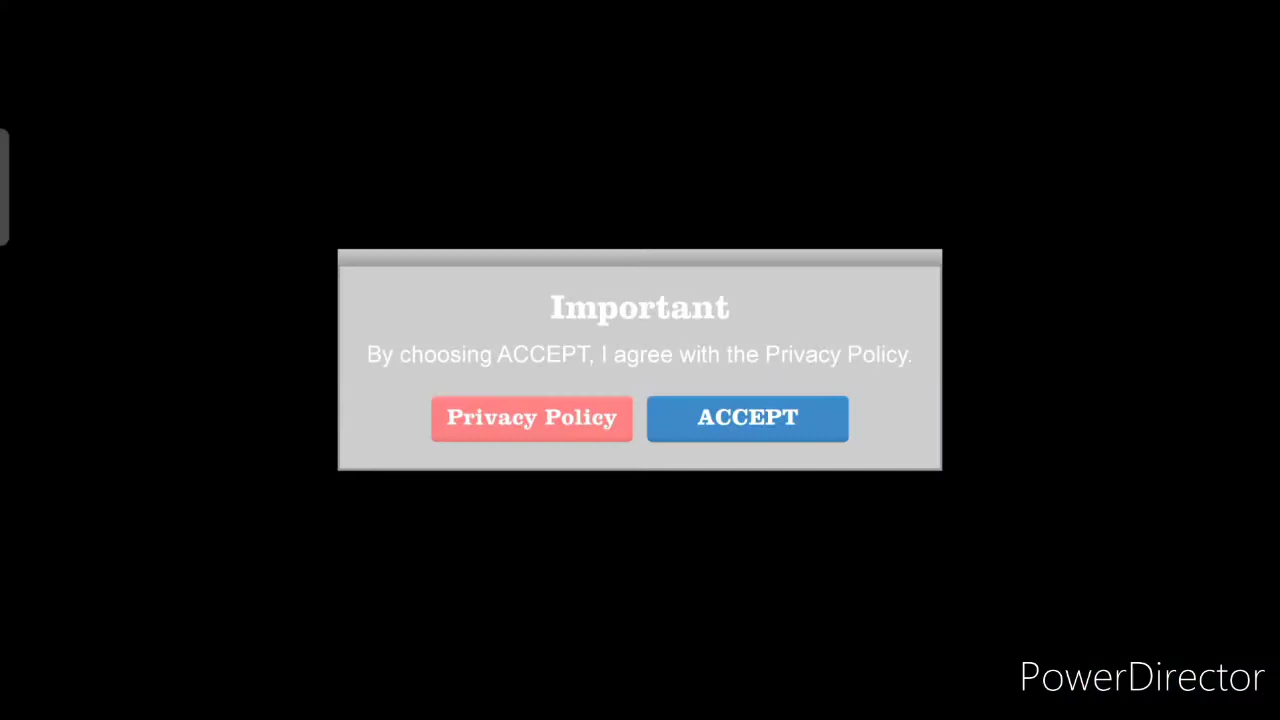 Important
By choosing ACCEPT, I agree with the Privacy Policy.
Privacy Policy ACCEPT
PowerDirector